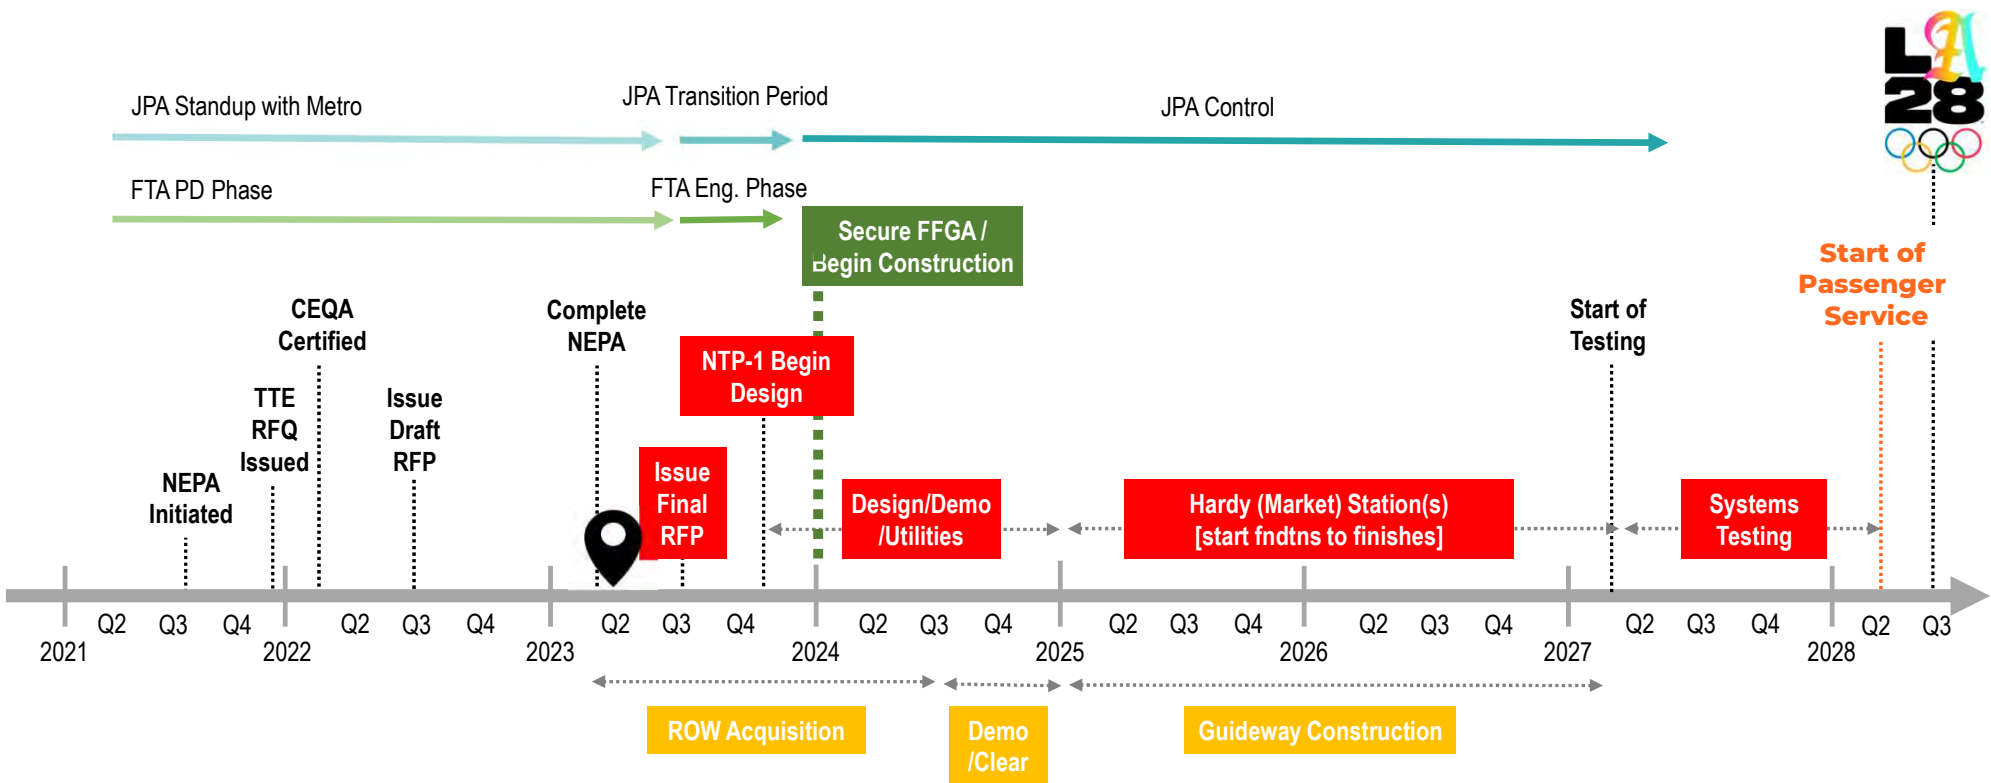 LA
28
JPA Standup with Metro
JPA Transition Period
JPA Control
FTA PD Phase
FTA Eng. Phase
Secure FFGA /
Begin Construction
Start of
Passenger
Service
CEQA
Certified
Complete
NEPA
Start of
Testing
NTP-1 Begin
Design
TTE
RFQ
Issued
Issue
Draft
RFP
NEPA
Initiated
Issue
Final
RFP
Design/Demo
/Utilities
Hardy (Market) Station(s)
[start fndtns to finishes]
Systems
Testing
Q2 Q3 Q4 Q2 Q3 Q4 Q2 Q3 Q4 Q2 Q3 Q4 Q2 Q3 Q4 Q2 Q3 Q4 Q2 Q3 Q4 Q2 Q3
2021 2022 2023 2024 2025 2026 2027 2028
ROW Acquisition
Demo
/Clear
Guideway Construction